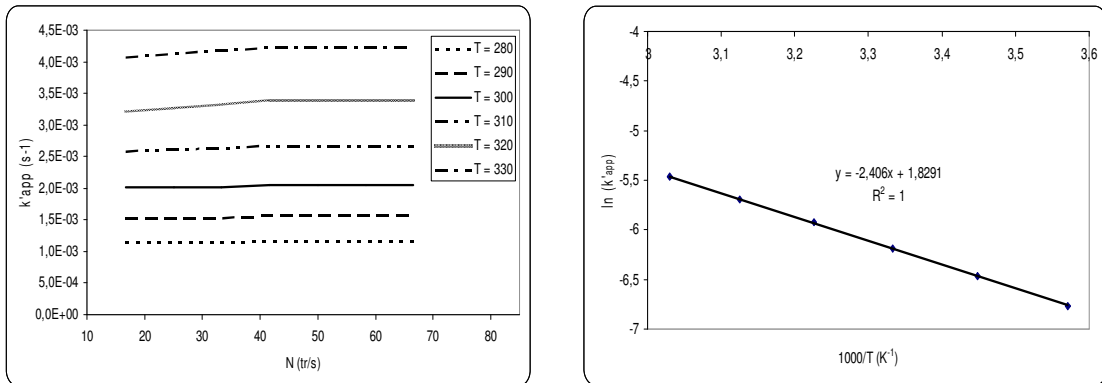 4,5E-03
4,0E-03
3,5E-03
3,0E-03
2,5E-03
2,0E-03
1,5E-03
1,0E-03
5,0E-04
0,0E+00
k'app (s-1)
10 20 30 40 50 60 70 80
N (tr/s)
T = 280
T = 290
T = 300
T = 310
T = 320
T = 330
-4
-4,5
-5
-5,5
-6
-6,5
-7
3 3,1 3,2 3,3 3,4 3,5 3,6
ln (k'app)
y = -2,406x + 1,8291
R² = 1
1000/T (K⁻¹)